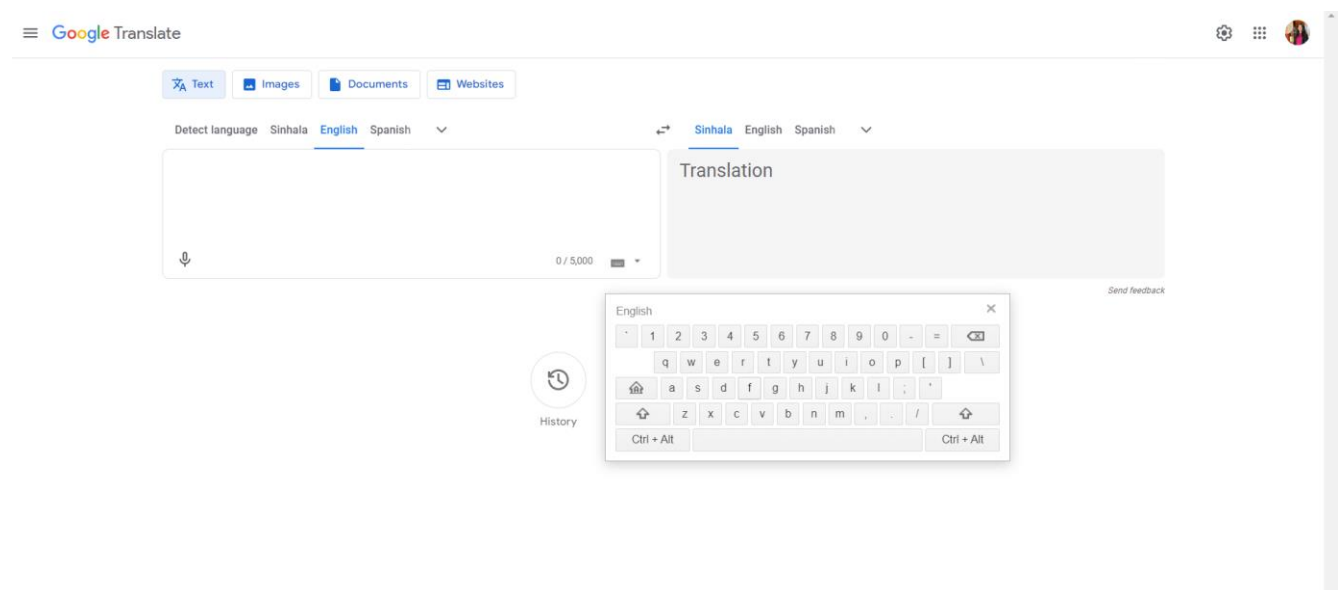 Google Translate
Text Images Documents Websites
Detect language Sinhala English Spanish Sinhala English Spanish
Translation
0 / 5,000
Send feedback
English
` 1 2 3 4 5 6 7 8 9 0 - =
q w e r t y u i o p [ ] \
a s d f g h j k l ; '
z x c v b n m , . /
Ctrl + Alt Ctrl + Alt
History